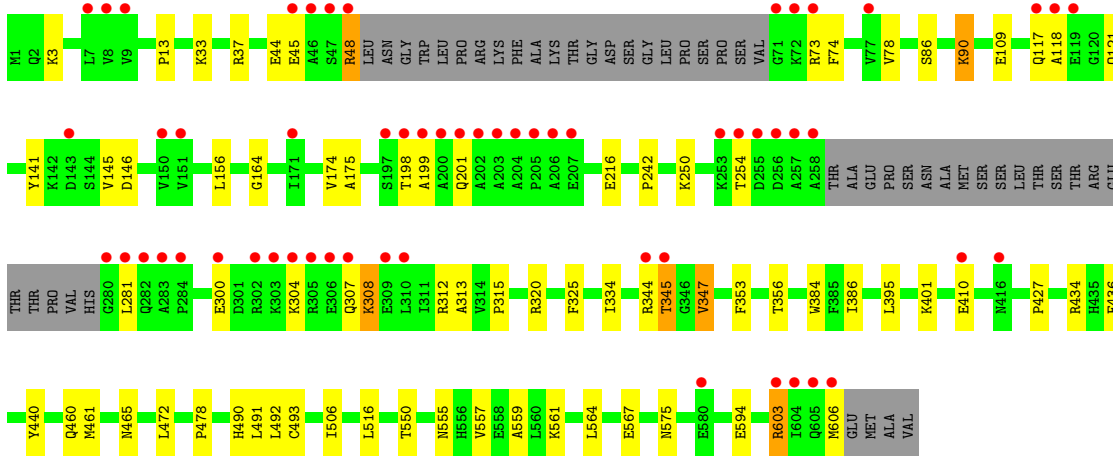 M1 Q2 K3 L7 V8 V9 P13 K33 R37 E44 E45 A46 S47 R48 LEU ASN GLY TRP LEU PRO ARG LYS PHE ALA LYS THR GLY ASP SER GLY LEU PRO PRO SER VAL G71 K72 R73 F74 V77 V78 S86 K90 E109 Q117 A118 E119 G120 Q121
Y141 K142 D143 S144 V145 D146 V150 V151 L156 G164 I171 V174 A175 S197 T198 A199 A200 Q201 A202 A203 A204 P205 A206 E207 E216 P242 K250 K253 T254 D255 D256 A257 A258 THR ALA GLU PRO SER ASN ALA MET SER SER LEU THR SER THR ARG GLU
THR THR PRO VAL HIS G280 L281 Q282 A283 P284 E300 D301 R302 K303 K304 R305 E306 Q307 K308 E309 L310 I311 R312 A313 V314 P315 R320 F325 I334 R344 T345 G346 V347 F353 T356 W384 F385 I386 L395 K401 E410 N416 P427 R434 H435 E436
Y440 Q460 M461 N465 L472 P478 H490 L491 L492 C493 I506 L516 T550 N555 H556 V557 E558 A559 L560 K561 L564 E567 N575 E580 E594 R603 I604 Q605 M606 GLU MET ALA VAL